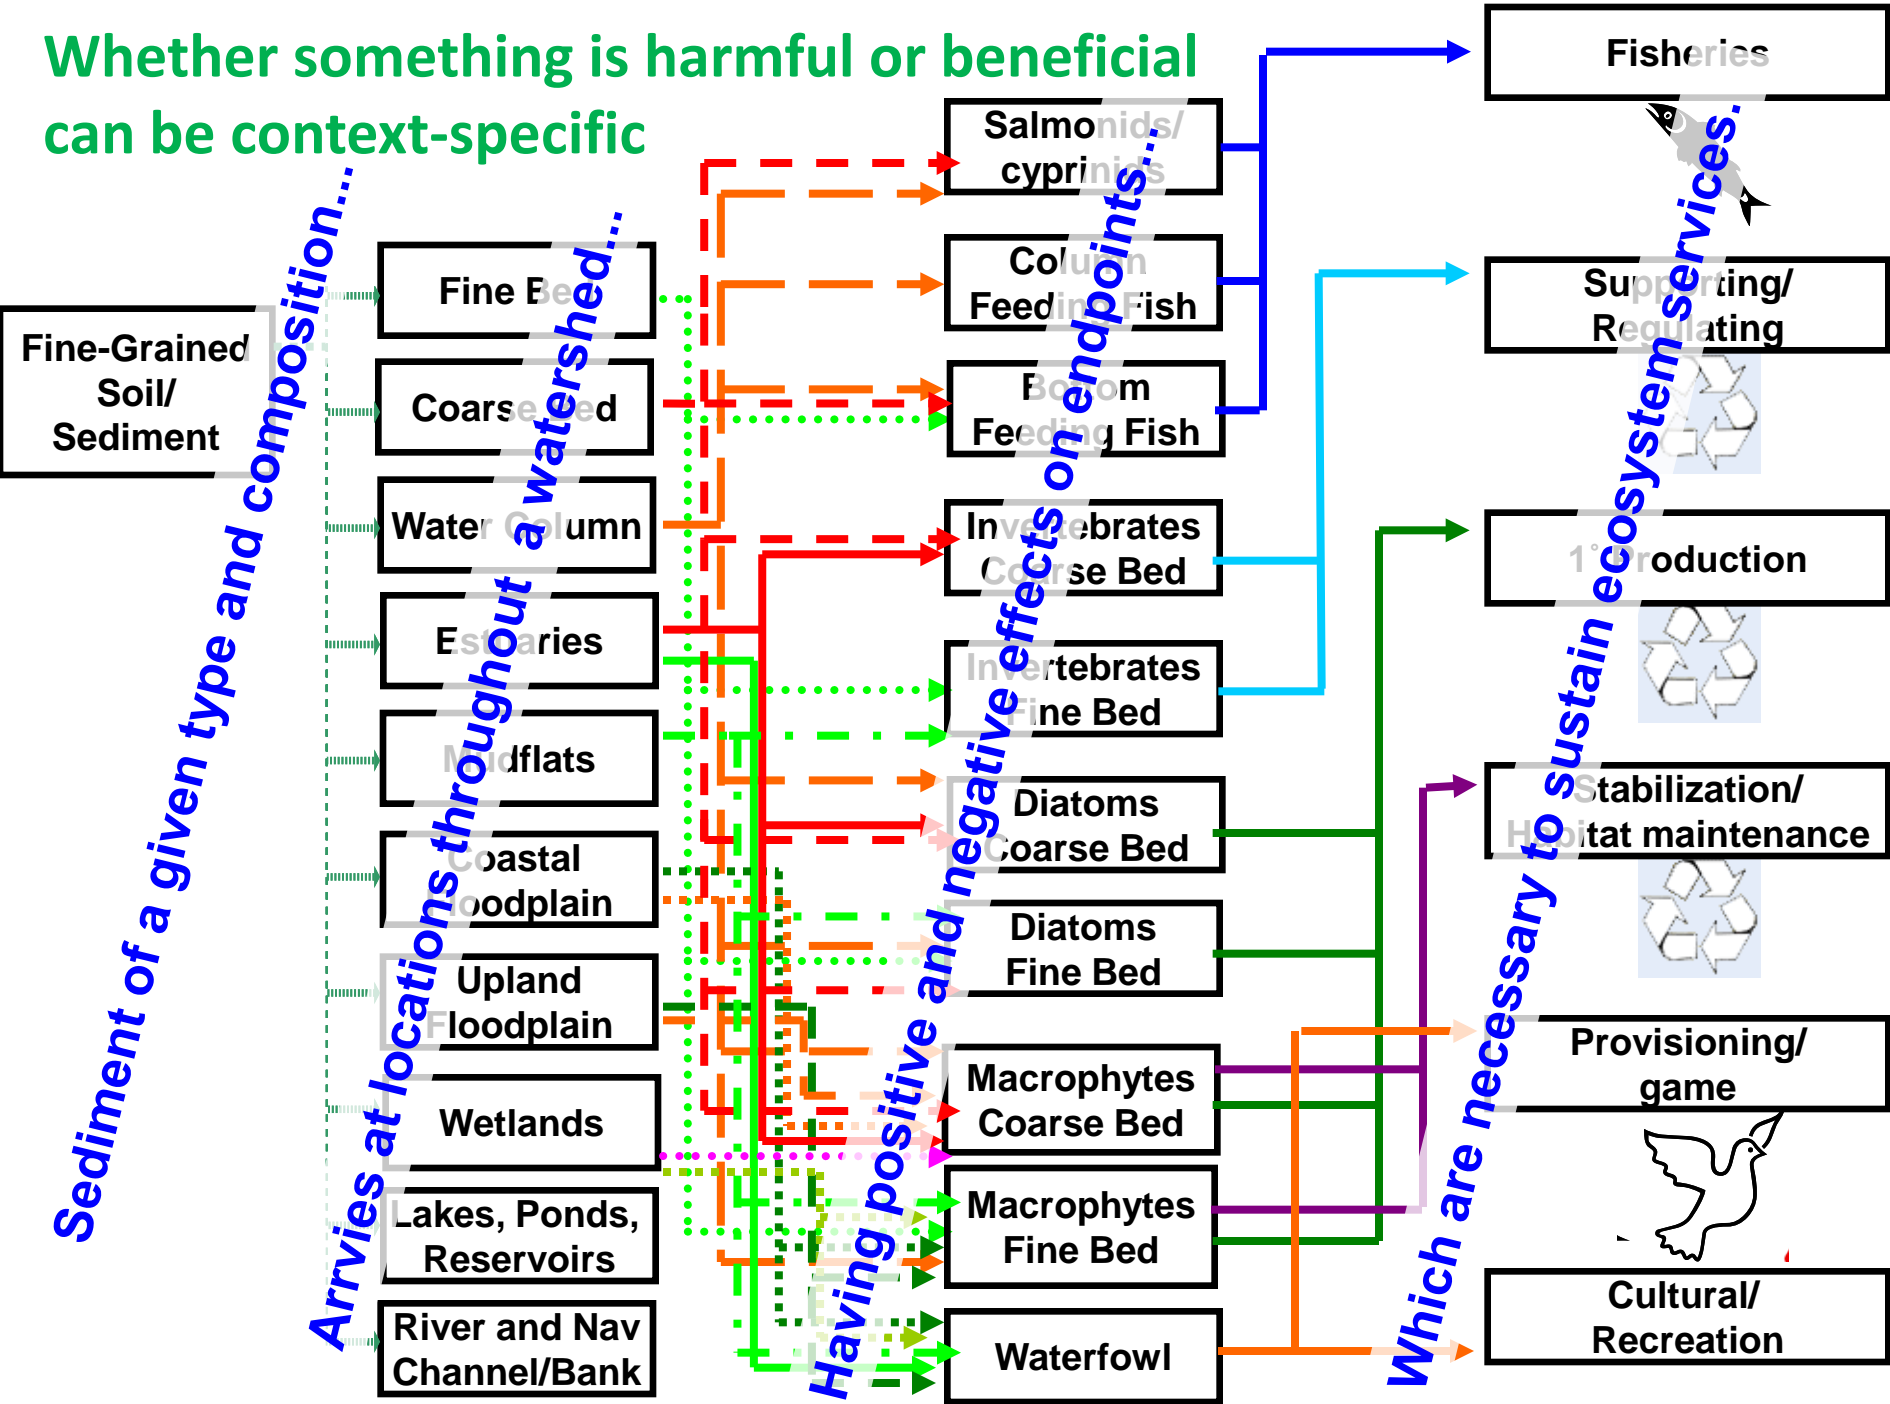 Whether something is harmful or beneficial
can be context-specific
Sediment of a given type and composition...
Fine-Grained
Soil/
Sediment
Arvies at locations throughout a watershed...
Fine Bed
Coarse Bed
Water Column
Estuaries
Mudflats
Coastal
Floodplain
Upland
Floodplain
Wetlands
Lakes, Ponds,
Reservoirs
River and Nav
Channel/Bank
Having positive and negative effects on endpoints...
Salmonids/
cyprinids
Column
Feeding Fish
Bottom
Feeding Fish
Invertebrates
Coarse Bed
Invertebrates
Fine Bed
Diatoms
Coarse Bed
Diatoms
Fine Bed
Macrophytes
Coarse Bed
Macrophytes
Fine Bed
Waterfowl
Which are necessary to sustain ecosystem services...
Fisheries
Supporting/
Regulating
1° Production
Stabilization/
Habitat maintenance
Provisioning/
game
Cultural/
Recreation